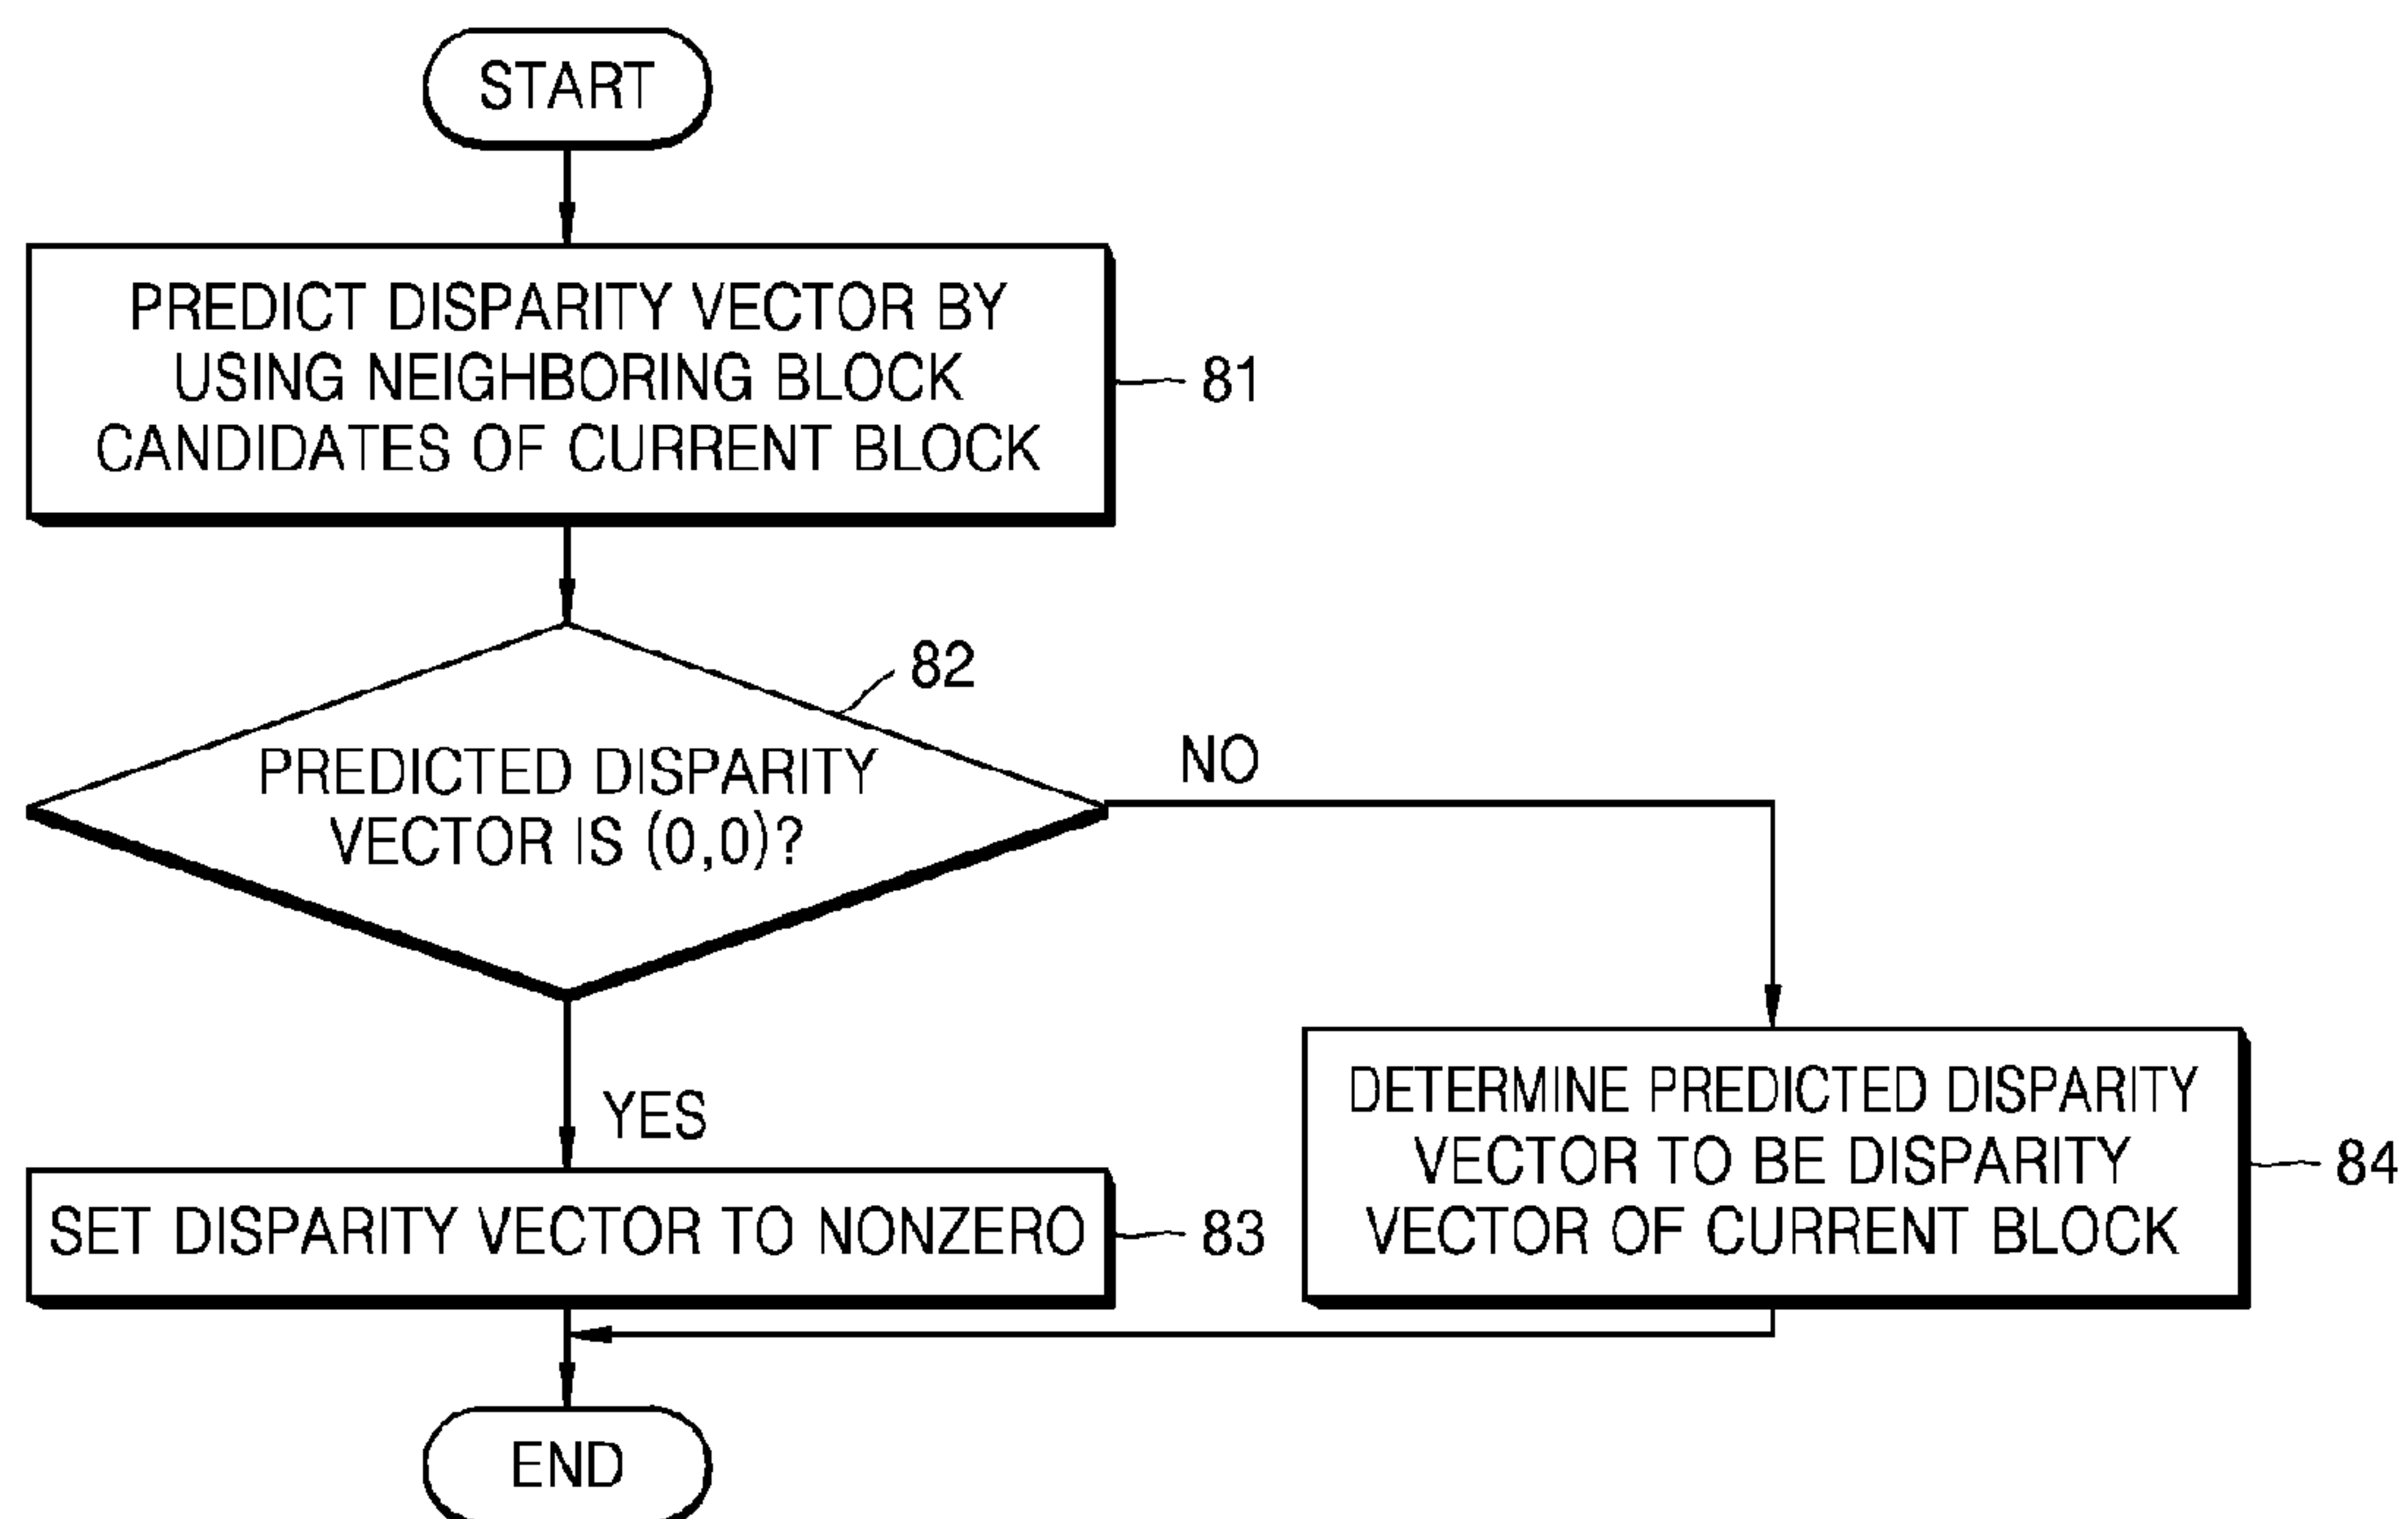 START
PREDICT DISPARITY VECTOR BY
USING NEIGHBORING BLOCK
CANDIDATES OF CURRENT BLOCK
81
82
PREDICTED DISPARITY
VECTOR IS (0,0)?
NO
YES
SET DISPARITY VECTOR TO NONZERO
83
DETERMINE PREDICTED DISPARITY
VECTOR TO BE DISPARITY
VECTOR OF CURRENT BLOCK
84
END